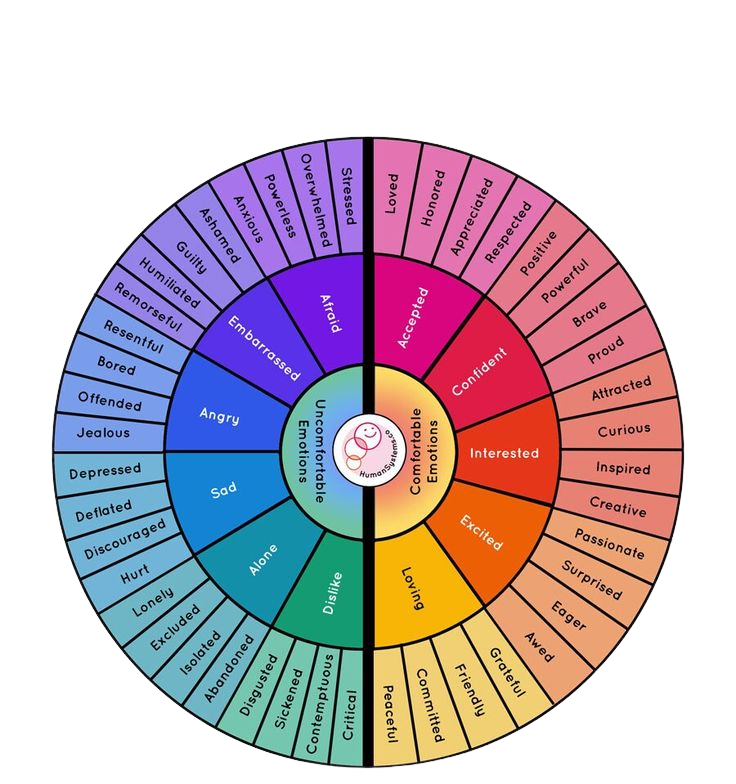 Uncomfortable
Emotions
Comfortable
Emotions
HumanSystems.co
Accepted
Loved
Honored
Appreciated
Respected
Confident
Positive
Powerful
Brave
Proud
Interested
Attracted
Curious
Inspired
Creative
Excited
Passionate
Surprised
Eager
Awed
Loving
Grateful
Friendly
Committed
Peaceful
Dislike
Critical
Contemptuous
Sickened
Disgusted
Alone
Abandoned
Isolated
Excluded
Lonely
Sad
Hurt
Discouraged
Deflated
Depressed
Angry
Jealous
Offended
Bored
Resentful
Embarrassed
Remorseful
Humiliated
Guilty
Ashamed
Afraid
Anxious
Powerless
Overwhelmed
Stressed